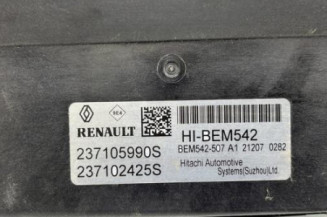 RENAULT
HI-BEM542
237105990S
237102425S
BEM542-507 A1 21207 0282
Hitachi Automotive
Systems(Suzhou)Ltd.